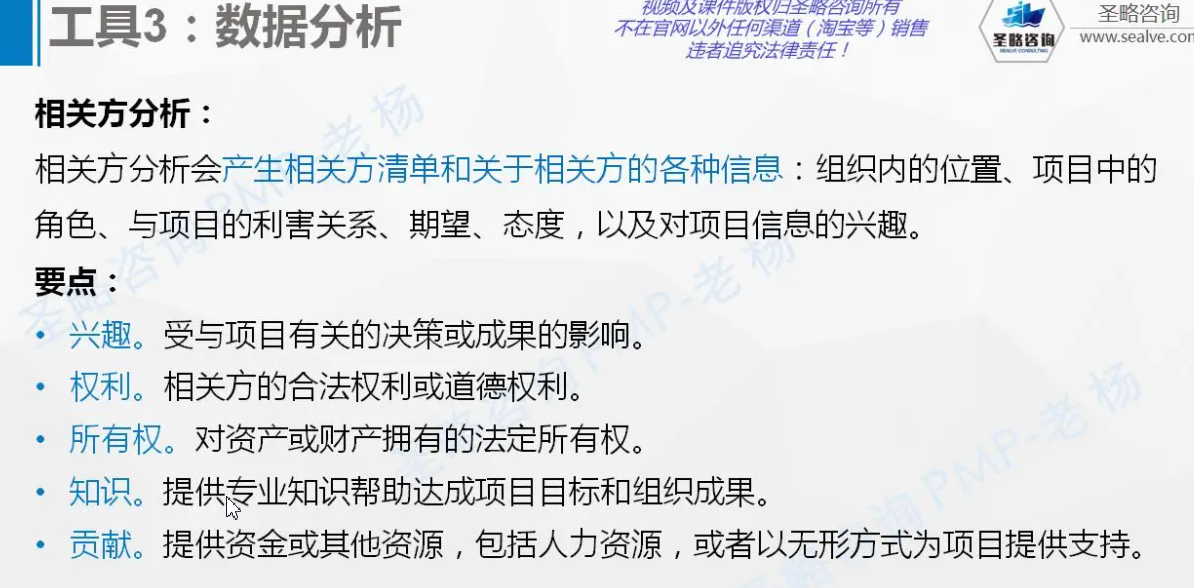 工具3：数据分析
视频及课件版权归圣略咨询所有
不在官网以外任何渠道（淘宝等）销售
违者追究法律责任！
圣略咨询
SEALVE CONSULTING
圣略咨询
www.sealve.com
相关方分析：
相关方分析会产生相关方清单和关于相关方的各种信息：组织内的位置、项目中的
角色、与项目的利害关系、期望、态度，以及对项目信息的兴趣。
要点：
• 兴趣。受与项目有关的决策或成果的影响。
• 权利。相关方的合法权利或道德权利。
• 所有权。对资产或财产拥有的法定所有权。
• 知识。提供专业知识帮助达成项目目标和组织成果。
• 贡献。提供资金或其他资源，包括人力资源，或者以无形方式为项目提供支持。
圣略咨询PMP-老杨
圣略咨询PMP-老杨
圣略咨询PMP-老杨